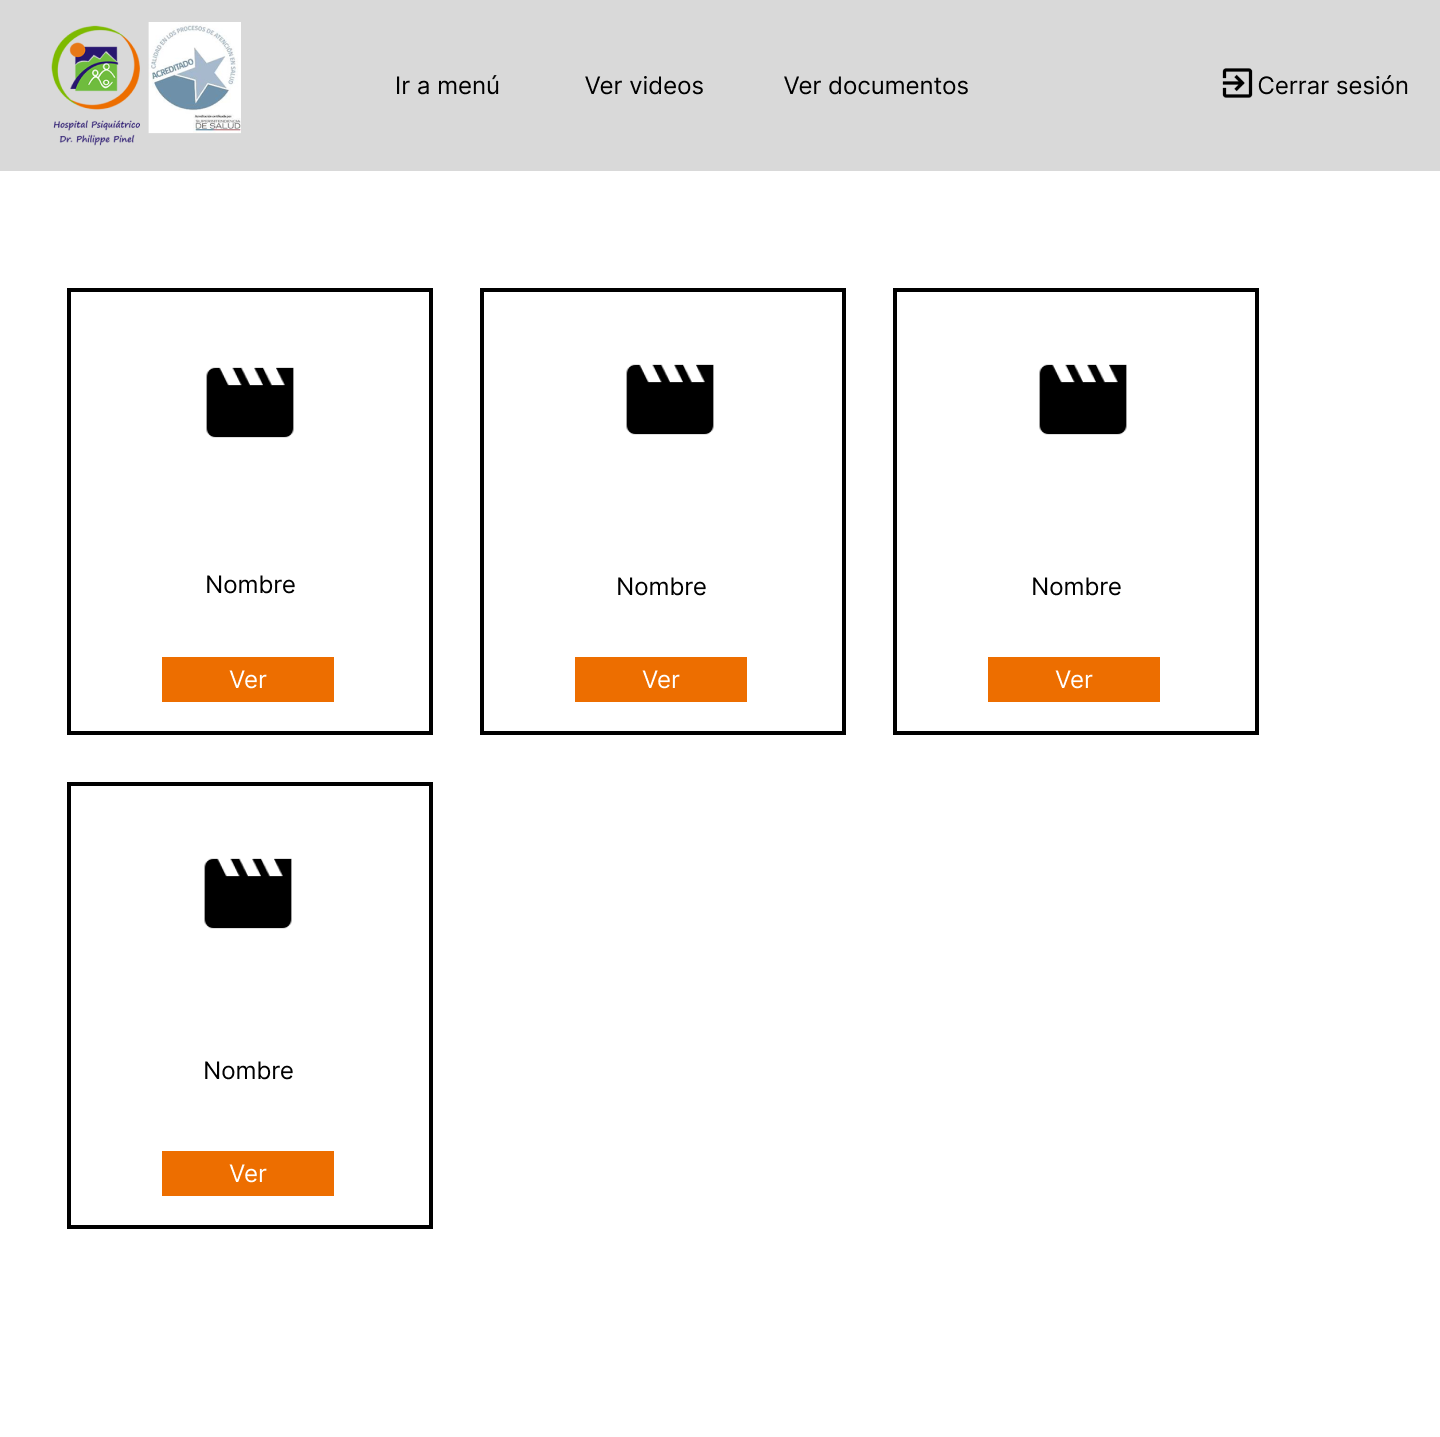 CALIDAD EN LOS PROCESOS DE ATENCIÓN EN SALUD
ACREDITADO
SUPERINTENDENCIA
DE SALUD
Hospital Psiquiátrico
Dr. Philippe Pinel
Ir a menú
Ver videos
Ver documentos
Cerrar sesión
Nombre
Nombre
Nombre
Ver
Ver
Ver
Nombre
Ver